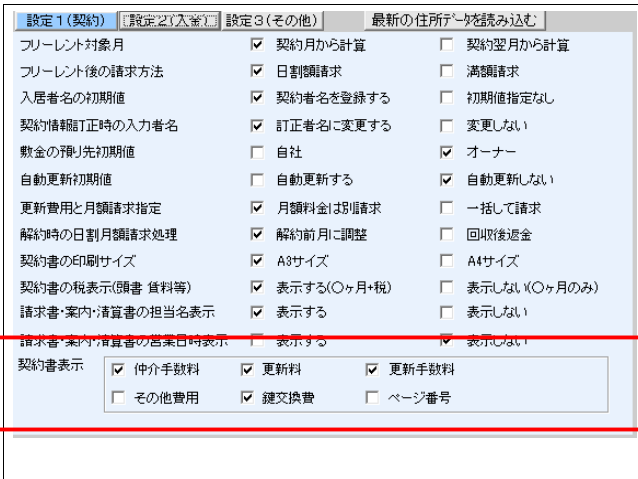 設定1(契約) 設定2(入金) 設定3(その他) 最新の住所データを読み込む
フリーレント対象月 契約月から計算 契約翌月から計算
フリーレント後の請求方法 日割額請求 満額請求
入居者名の初期値 契約者名を登録する 初期値指定なし
契約情報訂正時の入力者名 訂正者名に変更する 変更しない
敷金の預り先初期値 自社 オーナー
自動更新初期値 自動更新する 自動更新しない
更新費用と月額請求指定 月額料金は別請求 一括して請求
解約時の日割月額請求処理 解約前月に調整 回収後返金
契約書の印刷サイズ A3サイズ A4サイズ
契約書の税表示(頭書 賃料等) 表示する(〇ヶ月+税) 表示しない(〇ヶ月のみ)
請求書・案内・清算書の担当名表示 表示する 表示しない
請求書・案内・清算書の営業日時表示 表示する 表示しない
契約書表示 仲介手数料 更新料 更新手数料
その他費用 鍵交換費 ページ番号